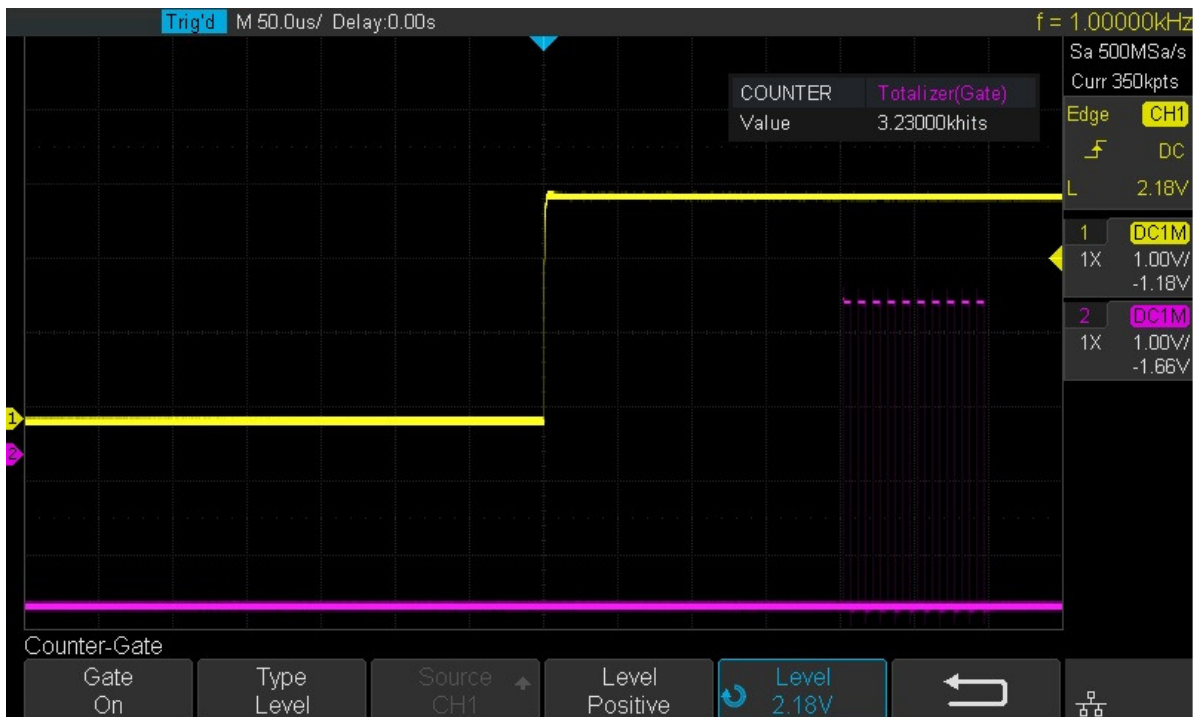 Trig'd M 50.0us/ Delay:0.00s f = 1.00000kHz
Sa 500MSa/s
Curr 350kpts
COUNTER Totalizer(Gate)
Value 3.23000khits
Edge CH1
DC
L 2.18V
1 DC1M
1X 1.00V/
-1.18V
2 DC1M
1X 1.00V/
-1.66V
1
2
Counter-Gate
Gate Type Source Level Level
On Level CH1 Positive 2.18V